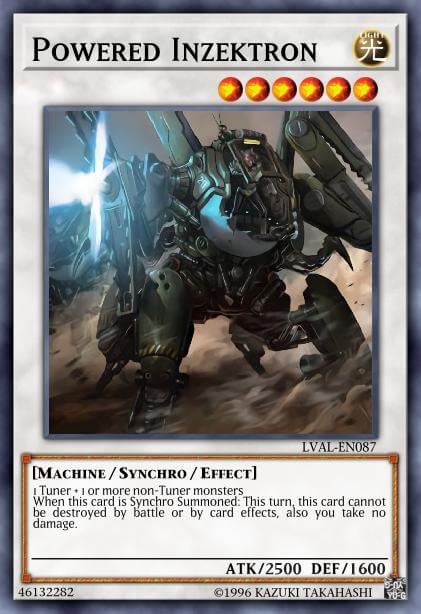 POWERED INZEKTRON
LIGHT
光
LVAL-EN087
[MACHINE / SYNCHRO / EFFECT]
1 Tuner + 1 or more non-Tuner monsters
When this card is Synchro Summoned: This turn, this card cannot
be destroyed by battle or by card effects, also you take no
damage.
ATK/2500 DEF/1600
46132282
©1996 KAZUKI TAKAHASHI